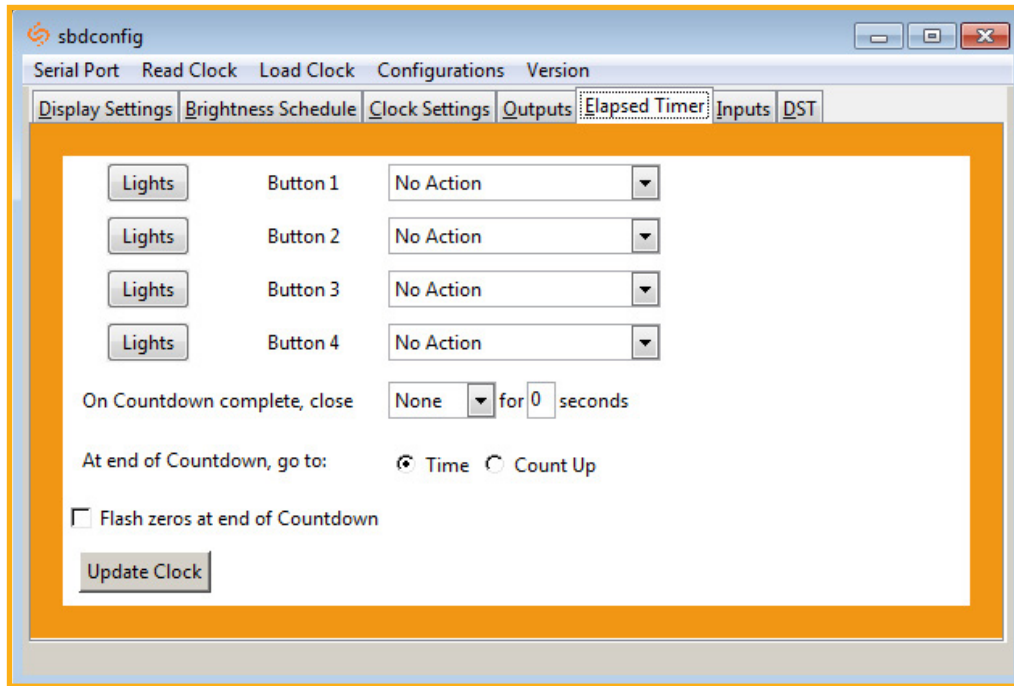 sbdconfig
Serial Port Read Clock Load Clock Configurations Version
Display Settings Brightness Schedule Clock Settings Outputs Elapsed Timer Inputs DST
Lights Button 1 No Action
Lights Button 2 No Action
Lights Button 3 No Action
Lights Button 4 No Action
On Countdown complete, close None for 0 seconds
At end of Countdown, go to: Time Count Up
Flash zeros at end of Countdown
Update Clock